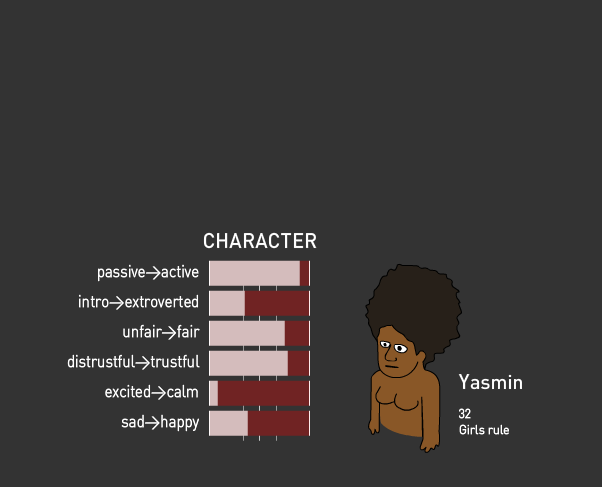 CHARACTER
passive→active
intro→extroverted
unfair→fair
distrustful→trustful
excited→calm
sad→happy
Yasmin
32
Girls rule